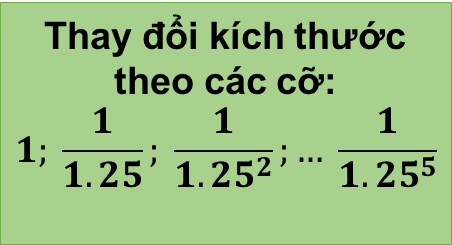 Thay đổi kích thước
theo các cỡ:
1; 1/1.25; 1/1.25²; ... 1/1.25⁵